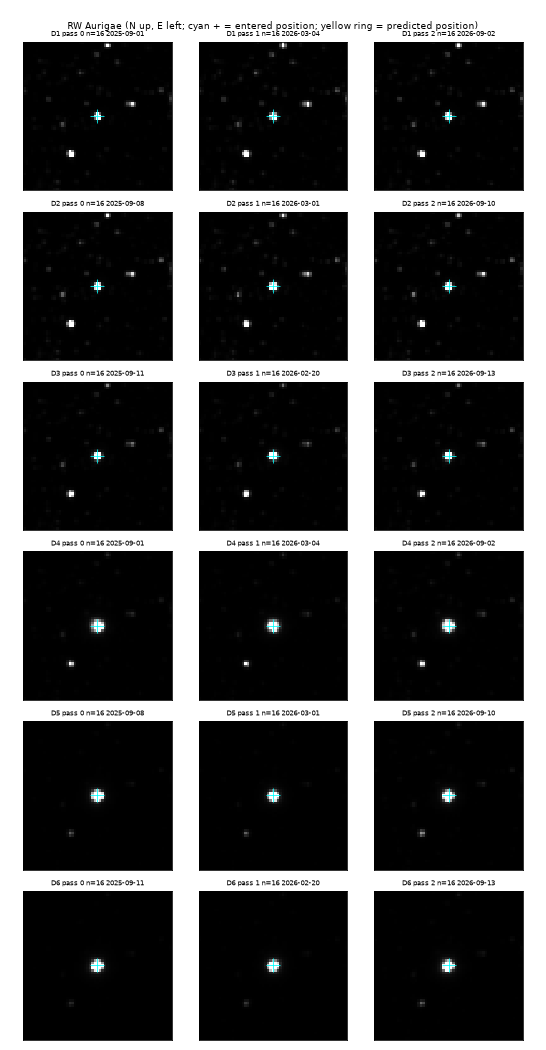 RW Aurigae (N up, E left; cyan + = entered position; yellow ring = predicted position)
D1 pass 0 n=16 2025-09-01 D1 pass 1 n=16 2026-03-04 D1 pass 2 n=16 2026-09-02
D2 pass 0 n=16 2025-09-08 D2 pass 1 n=16 2026-03-01 D2 pass 2 n=16 2026-09-10
D3 pass 0 n=16 2025-09-11 D3 pass 1 n=16 2026-02-20 D3 pass 2 n=16 2026-09-13
D4 pass 0 n=16 2025-09-01 D4 pass 1 n=16 2026-03-04 D4 pass 2 n=16 2026-09-02
D5 pass 0 n=16 2025-09-08 D5 pass 1 n=16 2026-03-01 D5 pass 2 n=16 2026-09-10
D6 pass 0 n=16 2025-09-11 D6 pass 1 n=16 2026-02-20 D6 pass 2 n=16 2026-09-13